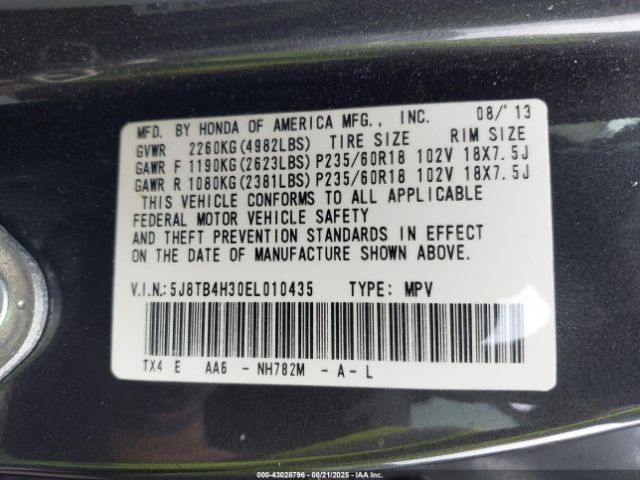 MFD. BY HONDA OF AMERICA MFG., INC. 08/'13
GVWR 2260KG(4982LBS) TIRE SIZE RIM SIZE
GAWR F 1190KG(2623LBS)P235/60R18 102V 18X7.5J
GAWR R 1080KG(2381LBS)P235/60R18 102V 18X7.5J
THIS VEHICLE CONFORMS TO ALL APPLICABLE
FEDERAL MOTOR VEHICLE SAFETY
AND THEFT PREVENTION STANDARDS IN EFFECT
ON THE DATE OF MANUFACTURE SHOWN ABOVE.
V.I.N.:5J8TB4H30EL010435 TYPE: MPV
TX4 E AA6 - NH782M - A - L
000-43028796 - 08/21/2025 - IAA LLC